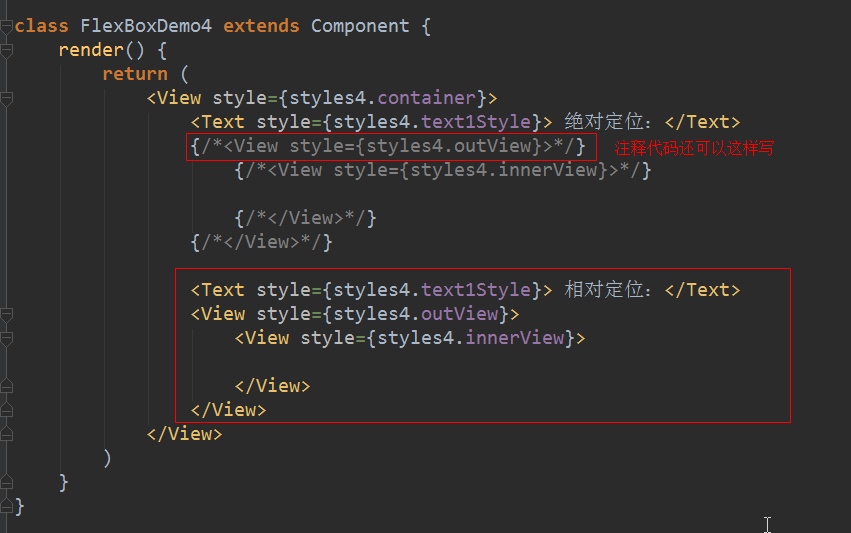 class FlexBoxDemo4 extends Component {
render() {
return (
<View style={styles4.container}>
<Text style={styles4.text1Style}> 绝对定位：</Text>
{/*<View style={styles4.outView}>*/} 注释代码还可以这样写
{/*<View style={styles4.innerView}>*/}
{/*</View>*/}
{/*</View>*/}
<Text style={styles4.text1Style}> 相对定位：</Text>
<View style={styles4.outView}>
<View style={styles4.innerView}>
</View>
</View>
</View>
)
}
}